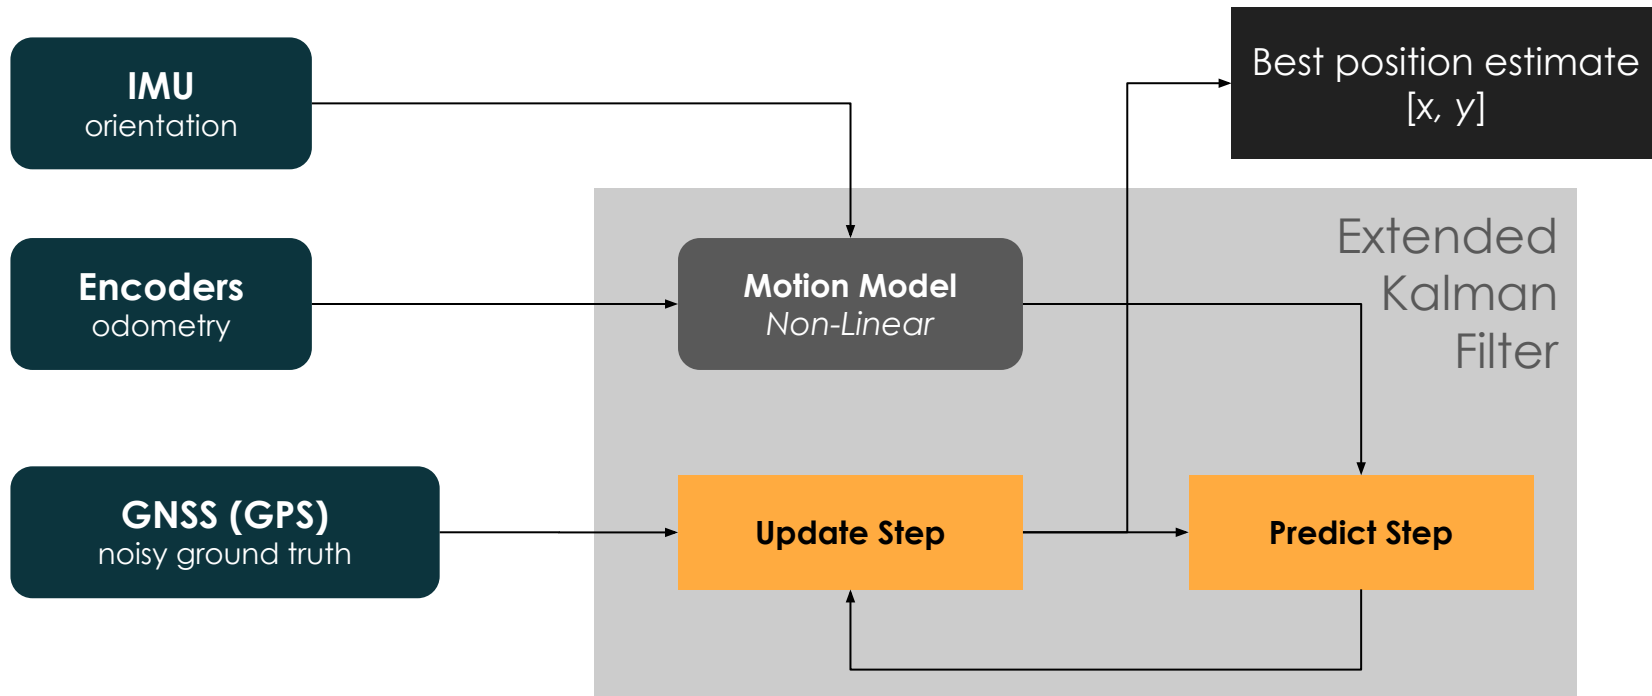 IMU
orientation
Best position estimate
[x, y]
Extended
Kalman
Filter
Encoders
odometry
Motion Model
Non-Linear
GNSS (GPS)
noisy ground truth
Update Step
Predict Step